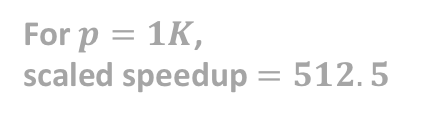 For p = 1K,
scaled speedup = 512.5